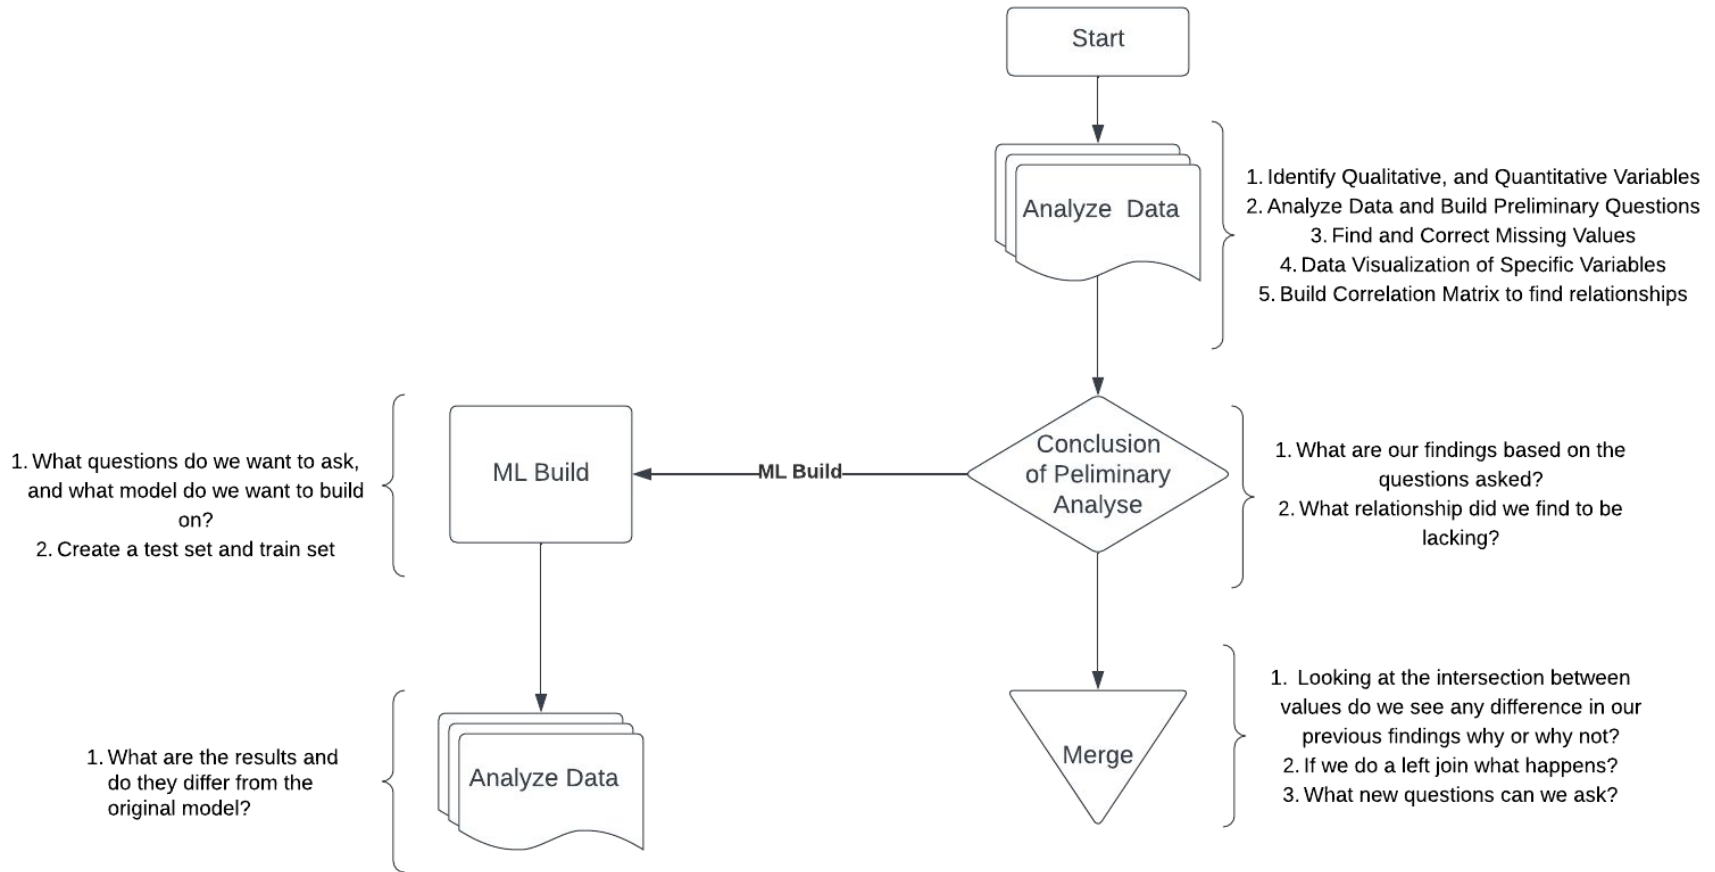 Start
Analyze  Data
1. Identify Qualitative, and Quantitative Variables
2. Analyze Data and Build Preliminary Questions
3. Find and Correct Missing Values
4. Data Visualization of Specific Variables
5. Build Correlation Matrix to find relationships
Conclusion
of Peliminary
Analyse
1. What are our findings based on the
questions asked?
2. What relationship did we find to be
lacking?
ML Build
ML Build
1. What questions do we want to ask,
and what model do we want to build
on?
2. Create a test set and train set
Merge
1. Looking at the intersection between
values do we see any difference in our
previous findings why or why not?
2. If we do a left join what happens?
3. What new questions can we ask?
Analyze Data
1. What are the results and
do they differ from the
original model?